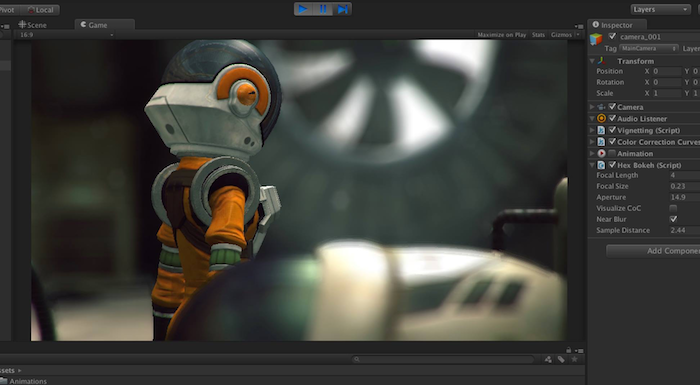 Pivot
Local
Layers
Scene
Game
Inspector
16:9
Maximize on Play
Stats
Gizmos
camera_001
Tag
MainCamera
Layer
Transform
Position X 0 Y 0
Rotation X 0 Y 0
Scale X 1 Y 1
Camera
Audio Listener
Vignetting (Script)
Color Correction Curves
Animation
Hex Bokeh (Script)
Focal Length 4
Focal Size 0.23
Aperture 14.9
Visualize CoC
Near Blur
Sample Distance 2.44
Add Compone
ssets
Animations